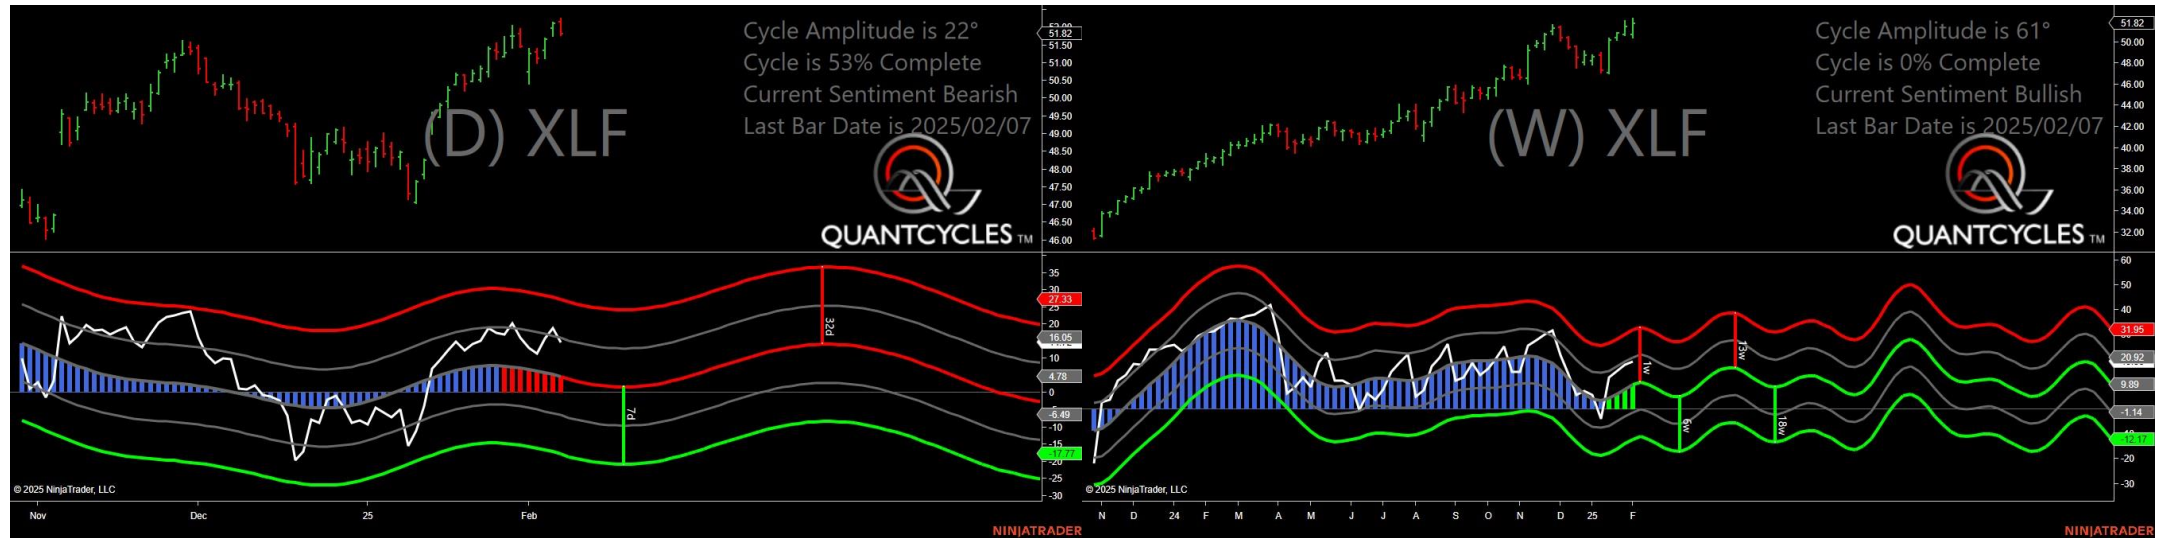 Cycle Amplitude is 22°
Cycle is 53% Complete
Current Sentiment Bearish
Last Bar Date is 2025/02/07
(D) XLF
QUANTCYCLES TM
51.82
51.50
51.00
50.50
50.00
49.50
49.00
48.50
48.00
47.50
47.00
46.50
46.00
35
30
27.33
25
20
16.05
10
4.78
0
-6.49
-10
-15
-17.77
-20
-25
-30
32d
7d
© 2025 NinjaTrader, LLC
Nov
Dec
25
Feb
NINJATRADER
Cycle Amplitude is 61°
Cycle is 0% Complete
Current Sentiment Bullish
Last Bar Date is 2025/02/07
(W) XLF
QUANTCYCLES TM
51.82
50.00
48.00
46.00
44.00
42.00
40.00
38.00
36.00
34.00
32.00
60
50
40
31.95
20.92
9.89
-1.14
-12.17
-20
-30
1w
13w
6w
18w
© 2025 NinjaTrader, LLC
N D 24 F M A M J J A S O N D 25 F
NINJATRADER